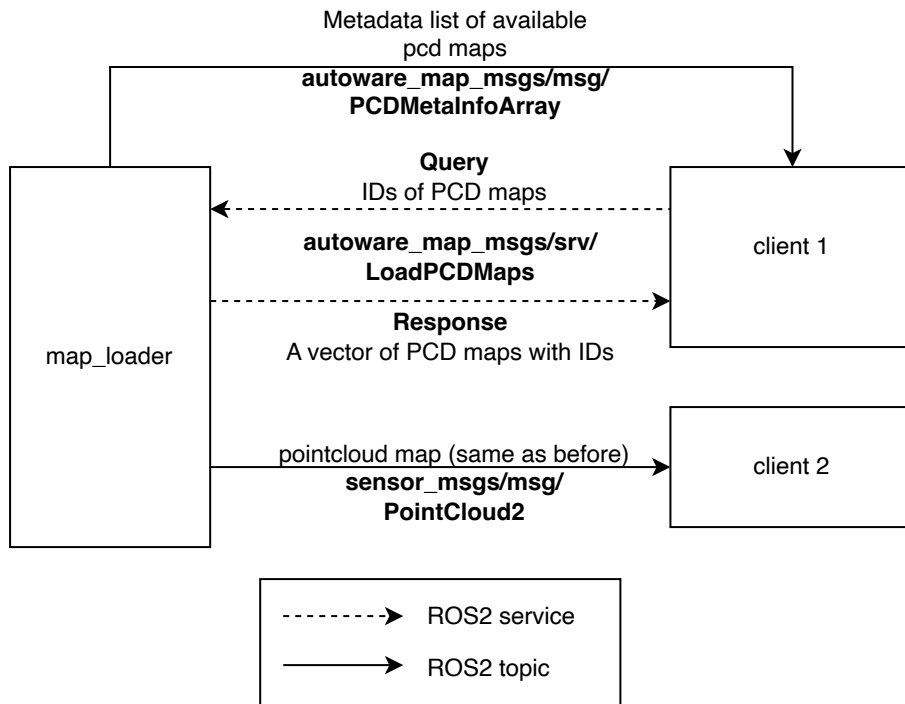 Metadata list of available
pcd maps
autoware_map_msgs/msg/
PCDMetaInfoArray
Query
IDs of PCD maps
autoware_map_msgs/srv/
LoadPCDMaps
client 1
map_loader
Response
A vector of PCD maps with IDs
pointcloud map (same as before)
sensor_msgs/msg/
PointCloud2
client 2
ROS2 service
ROS2 topic